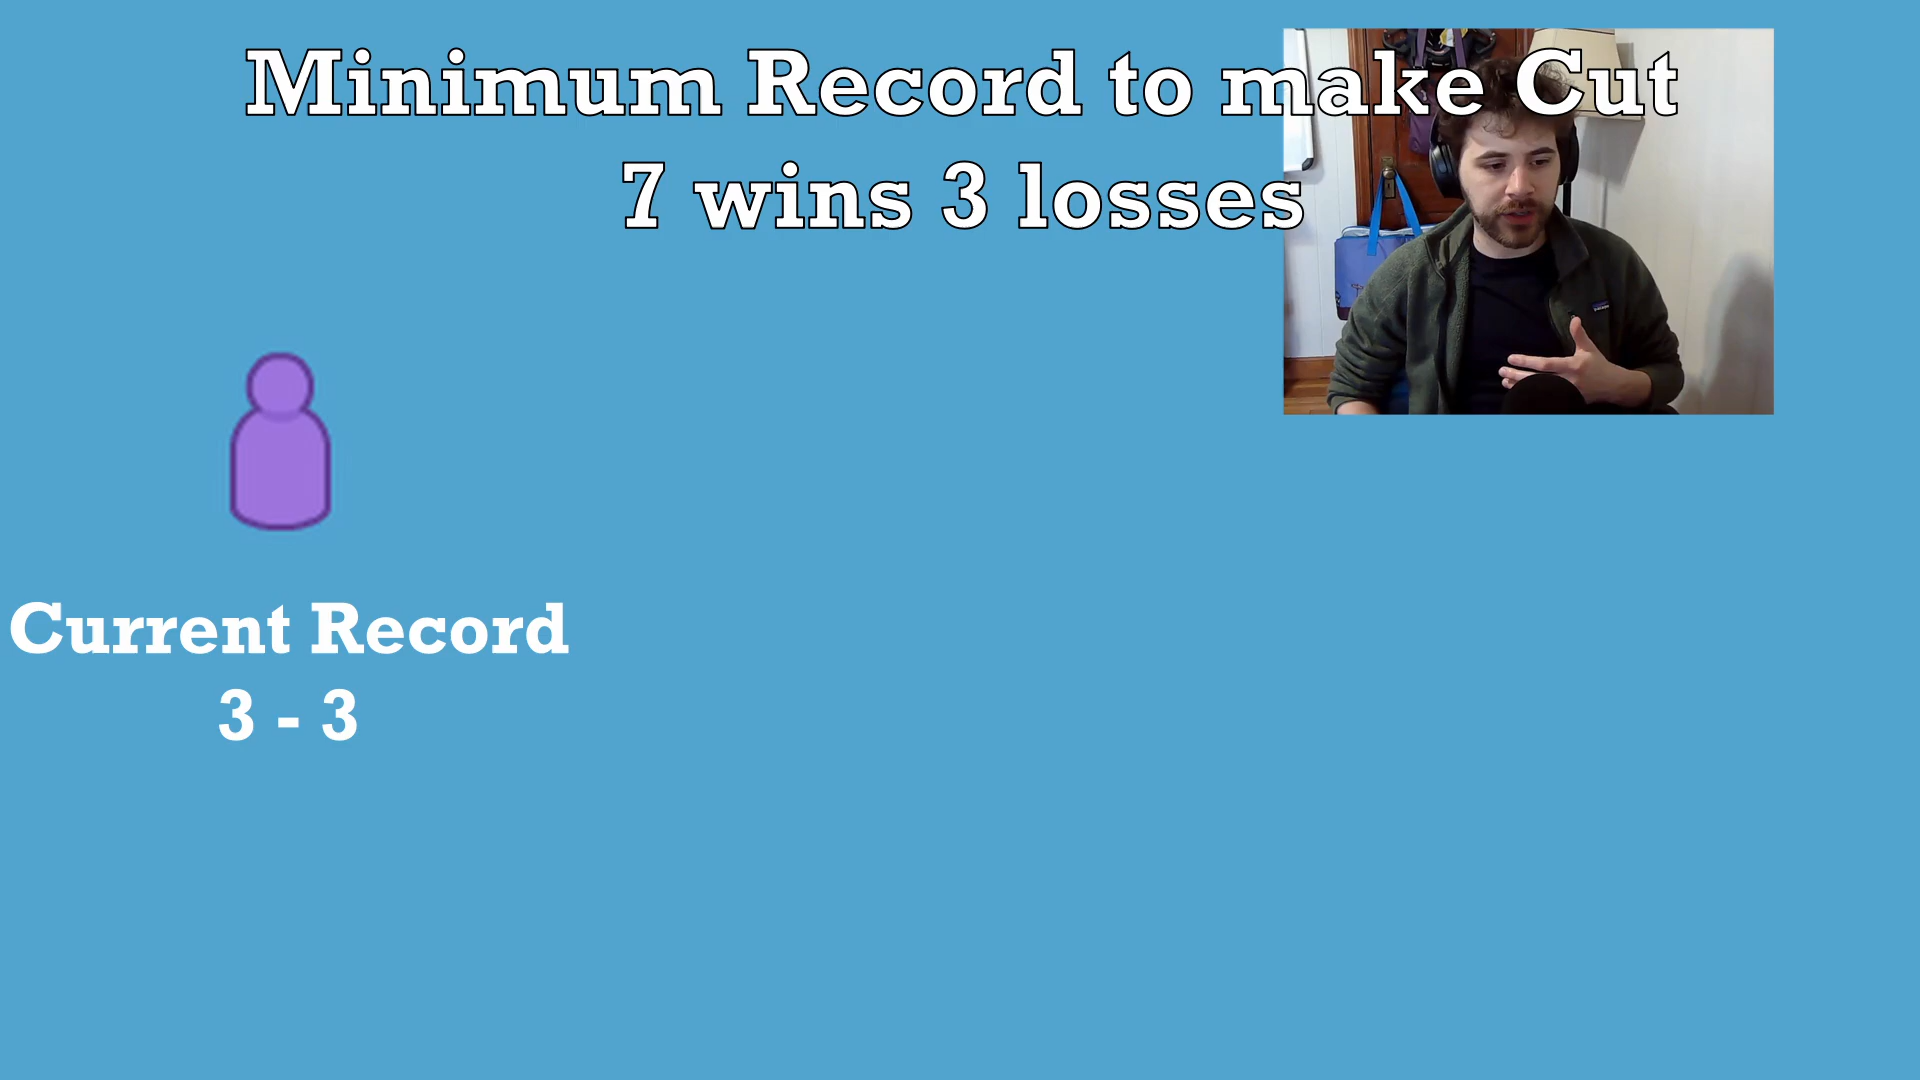 Minimum Record to make Cut
7 wins 3 losses
Current Record
3 - 3